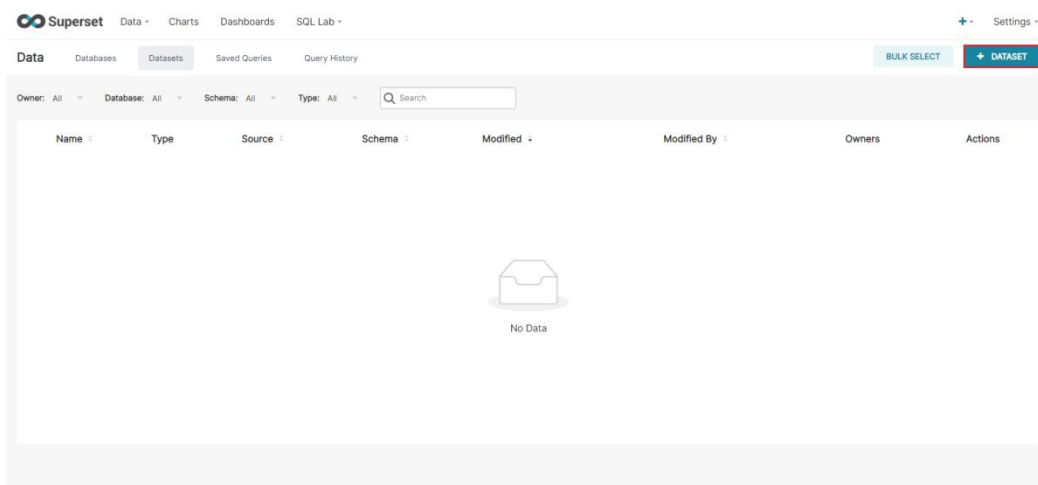 Superset Data Charts Dashboards SQL Lab + Settings
Data Databases Datasets Saved Queries Query History BULK SELECT + DATASET
Owner: All Database: All Schema: All Type: All Search
Name Type Source Schema Modified Modified By Owners Actions
No Data